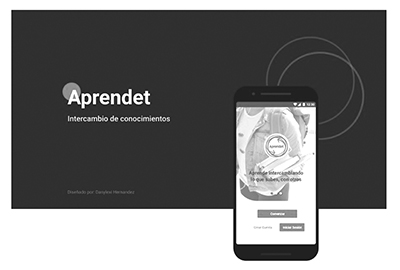 Aprendet
Intercambio de conocimientos
Diseñado por Hernandez
Aprendet
Aprende Intercambiando
lo que sabes, con otros
Comenzar
Crear cuenta
Iniciar Sesión